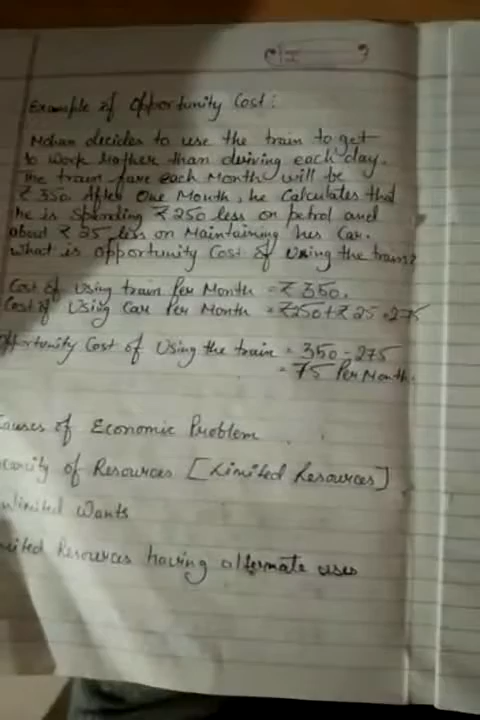 Example of Opportunity Cost:
Mohan decides to use the train to get
to work Rather than driving each day.
The train fare each Month will be
₹350. After One Month, he Calculates that
he is Spending ₹250 less on petrol and
about ₹25 less on Maintaining his Car.
What is opportunity Cost of Using the train?
Cost of Using train Per Month = ₹350.
Cost of Using Car Per Month = ₹250+₹25=275
Opportunity Cost of Using the train = 350-275
= 75 Per Month.
Causes of Economic Problem
carcity of Resources [Limited Resources]
nlimited Wants
mited Resources having alternate uses